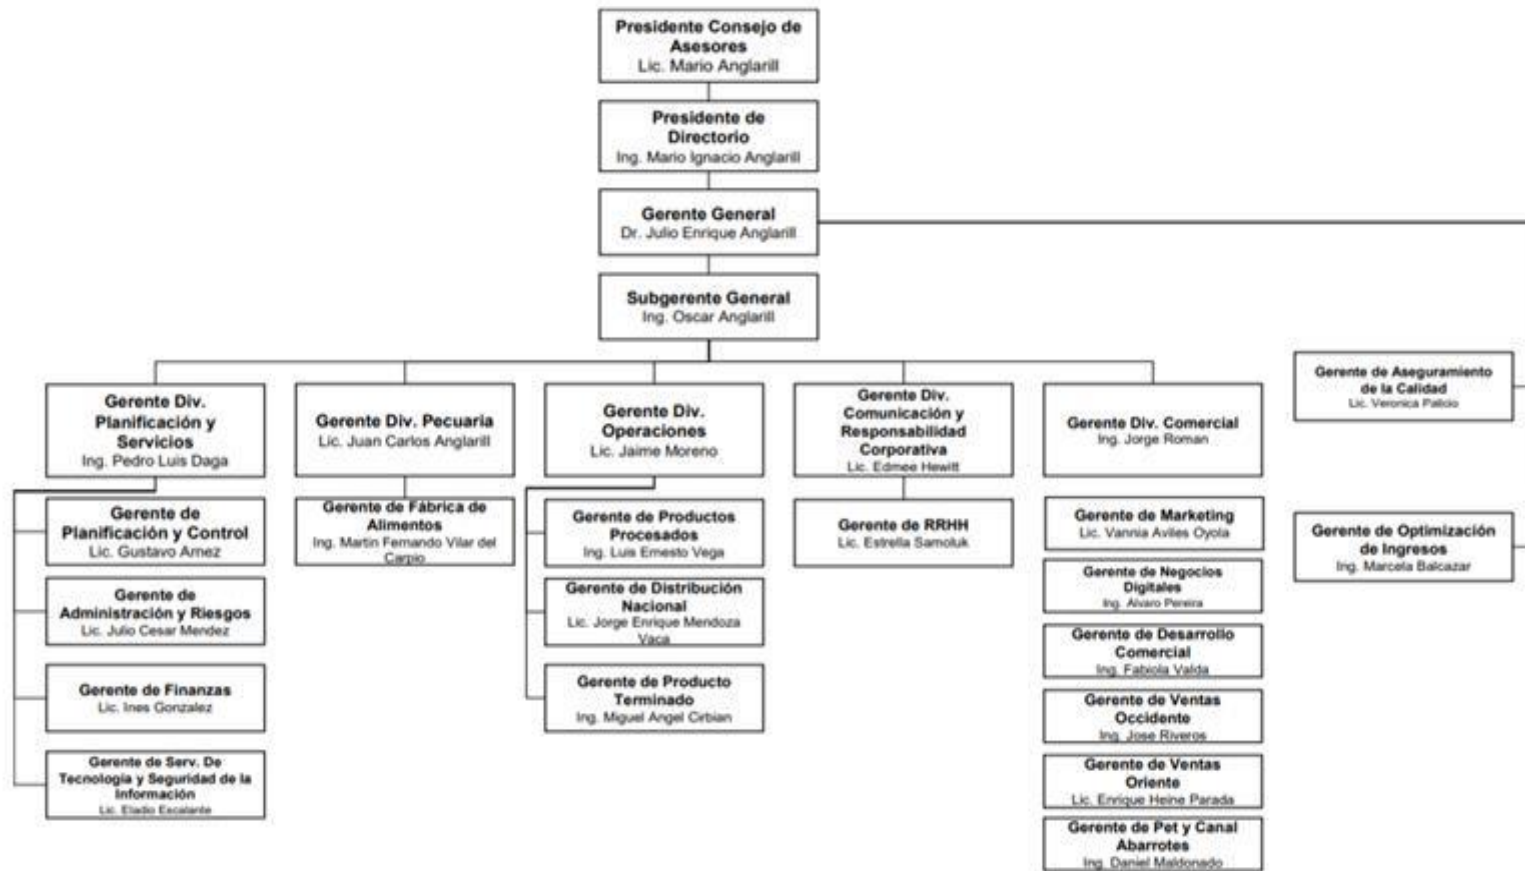 Presidente Consejo de
Asesores
Lic. Mario Anglarill
Presidente de
Directorio
Ing. Mario Ignacio Anglarill
Gerente General
Dr. Julio Enrique Anglarill
Subgerente General
Ing. Oscar Anglarill
Gerente Div.
Planificación y
Servicios
Ing. Pedro Luis Daga
Gerente de
Planificación y Control
Lic. Gustavo Arnez
Gerente de
Administración y Riesgos
Lic. Julio Cesar Mendez
Gerente de Finanzas
Lic. Ines Gonzalez
Gerente de Serv. De
Tecnología y Seguridad de la
Información
Lic. Eladio Escalante
Gerente Div. Pecuaria
Lic. Juan Carlos Anglarill
Gerente de Fábrica de
Alimentos
Ing. Martin Fernando Vilar del
Carpio
Gerente Div.
Operaciones
Lic. Jaime Moreno
Gerente de Productos
Procesados
Ing. Luis Ernesto Vega
Gerente de Distribución
Nacional
Lic. Jorge Enrique Mendoza
Vaca
Gerente de Producto
Terminado
Ing. Miguel Angel Cirbian
Gerente Div.
Comunicación y
Responsabilidad
Corporativa
Lic. Edmee Hewitt
Gerente de RRHH
Lic. Estrella Samoluk
Gerente Div. Comercial
Ing. Jorge Roman
Gerente de Marketing
Lic. Vannia Aviles Oyola
Gerente de Negocios
Digitales
Ing. Alvaro Pereira
Gerente de Desarrollo
Comercial
Ing. Fabiola Valda
Gerente de Ventas
Occidente
Ing. Jose Riveros
Gerente de Ventas
Oriente
Lic. Enrique Heine Parada
Gerente de Pet y Canal
Abarrotes
Ing. Daniel Maldonado
Gerente de Aseguramiento
de la Calidad
Lic. Veronica Palicio
Gerente de Optimización
de Ingresos
Ing. Marcela Balcazar